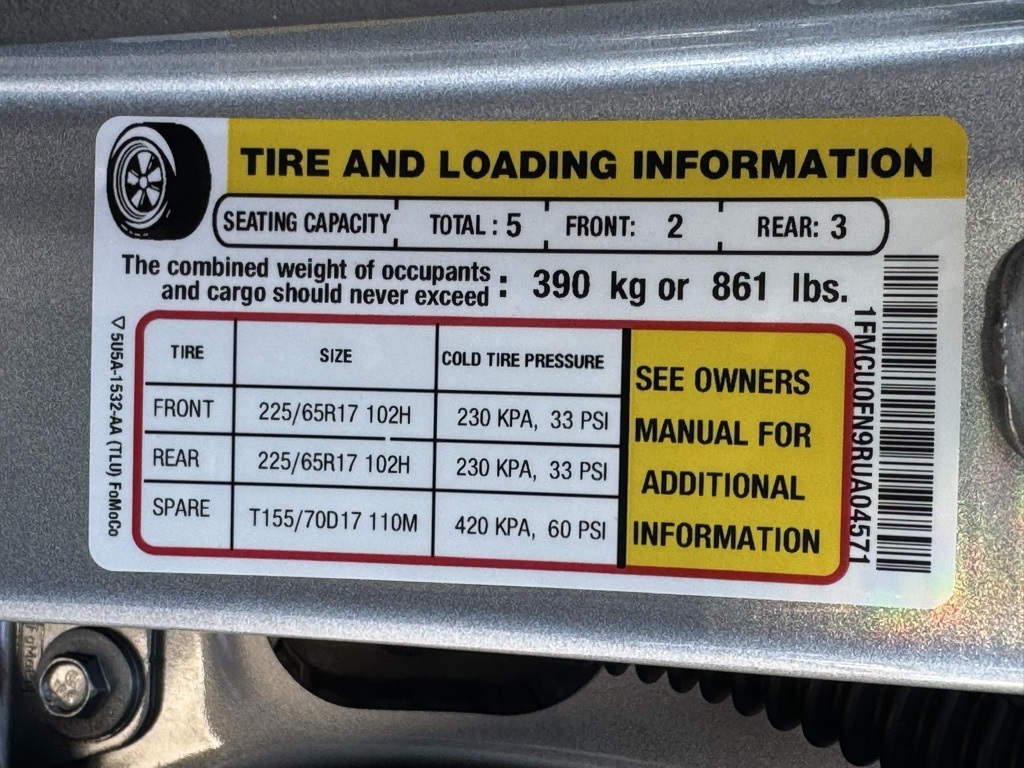 TIRE AND LOADING INFORMATION
SEATING CAPACITY TOTAL : 5 FRONT: 2 REAR: 3
The combined weight of occupants
and cargo should never exceed : 390 kg or 861 lbs.
TIRE SIZE COLD TIRE PRESSURE
FRONT 225/65R17 102H 230 KPA, 33 PSI
REAR 225/65R17 102H 230 KPA, 33 PSI
SPARE T155/70D17 110M 420 KPA, 60 PSI
SEE OWNERS
MANUAL FOR
ADDITIONAL
INFORMATION
5U5A-1532-AA (TLU) FoMoCo
1FMCU0FN9RUA04571